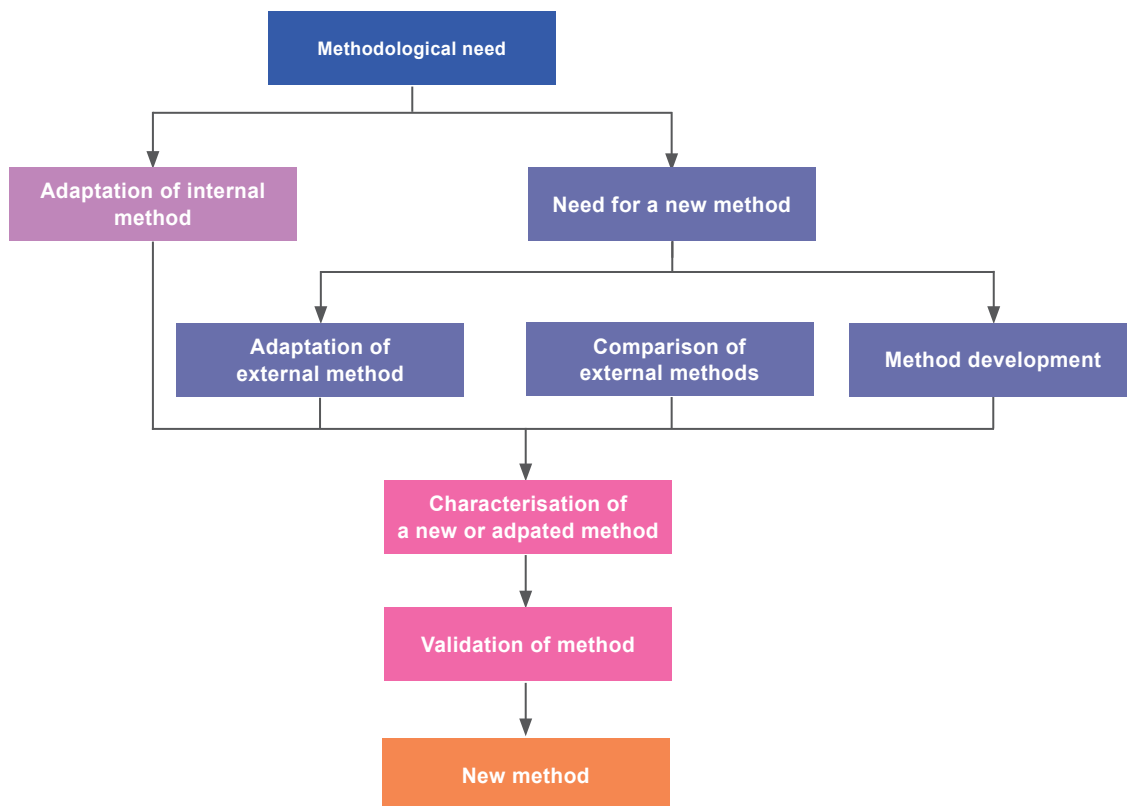 Methodological need
Adaptation of internal
method
Need for a new method
Adaptation of
external method
Comparison of
external methods
Method development
Characterisation of
a new or adpated method
Validation of method
New method